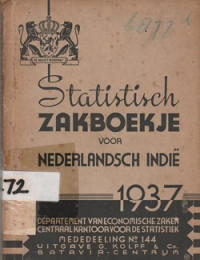 Statistisch
ZAKBOEKJE
VOOR
NEDERLANDSCH INDIË
.72
1937
DEPARTEMENT VAN ECONOMISCHE ZAKEN
CENTRAAL KANTOOR VOOR DE STATISTIEK
MEDEDEELING No 144
UITGAVE G. KOLFF & Co.
BATAVIA-CENTRUM